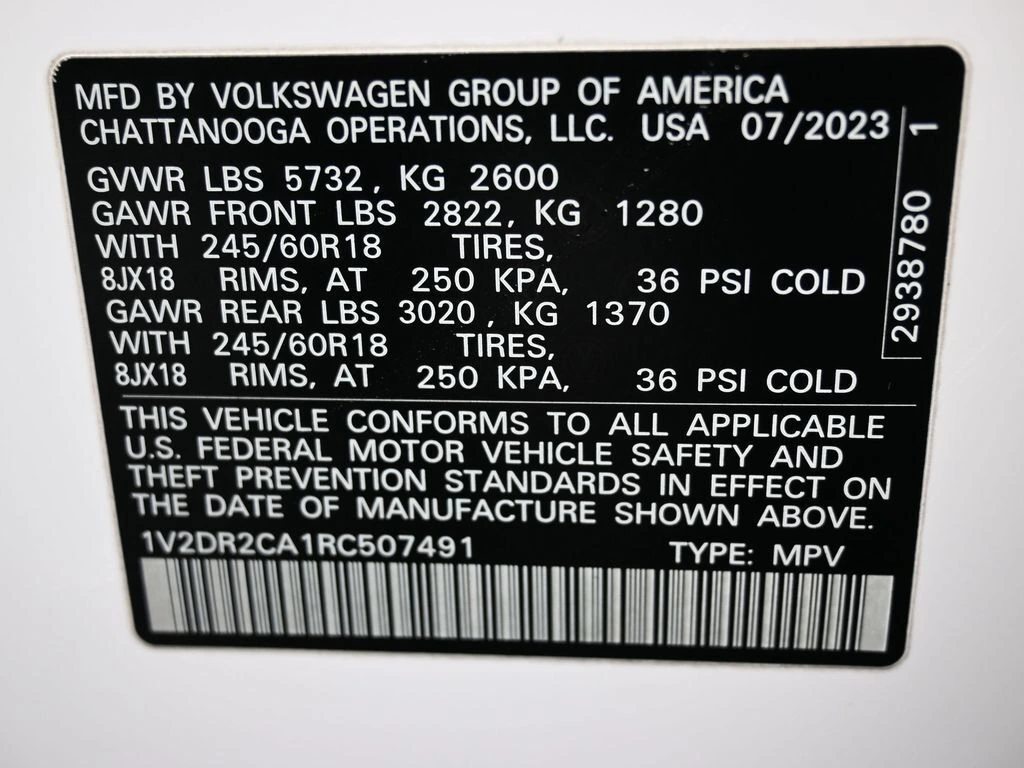 MFD BY VOLKSWAGEN GROUP OF AMERICA
CHATTANOOGA OPERATIONS, LLC. USA 07/2023
GVWR LBS 5732, KG 2600
GAWR FRONT LBS 2822, KG 1280
WITH 245/60R18 TIRES,
8JX18 RIMS, AT 250 KPA, 36 PSI COLD
GAWR REAR LBS 3020, KG 1370
WITH 245/60R18 TIRES,
8JX18 RIMS, AT 250 KPA, 36 PSI COLD
2938780 1
THIS VEHICLE CONFORMS TO ALL APPLICABLE
U.S. FEDERAL MOTOR VEHICLE SAFETY AND
THEFT PREVENTION STANDARDS IN EFFECT ON
THE DATE OF MANUFACTURE SHOWN ABOVE.
1V2DR2CA1RC507491 TYPE: MPV